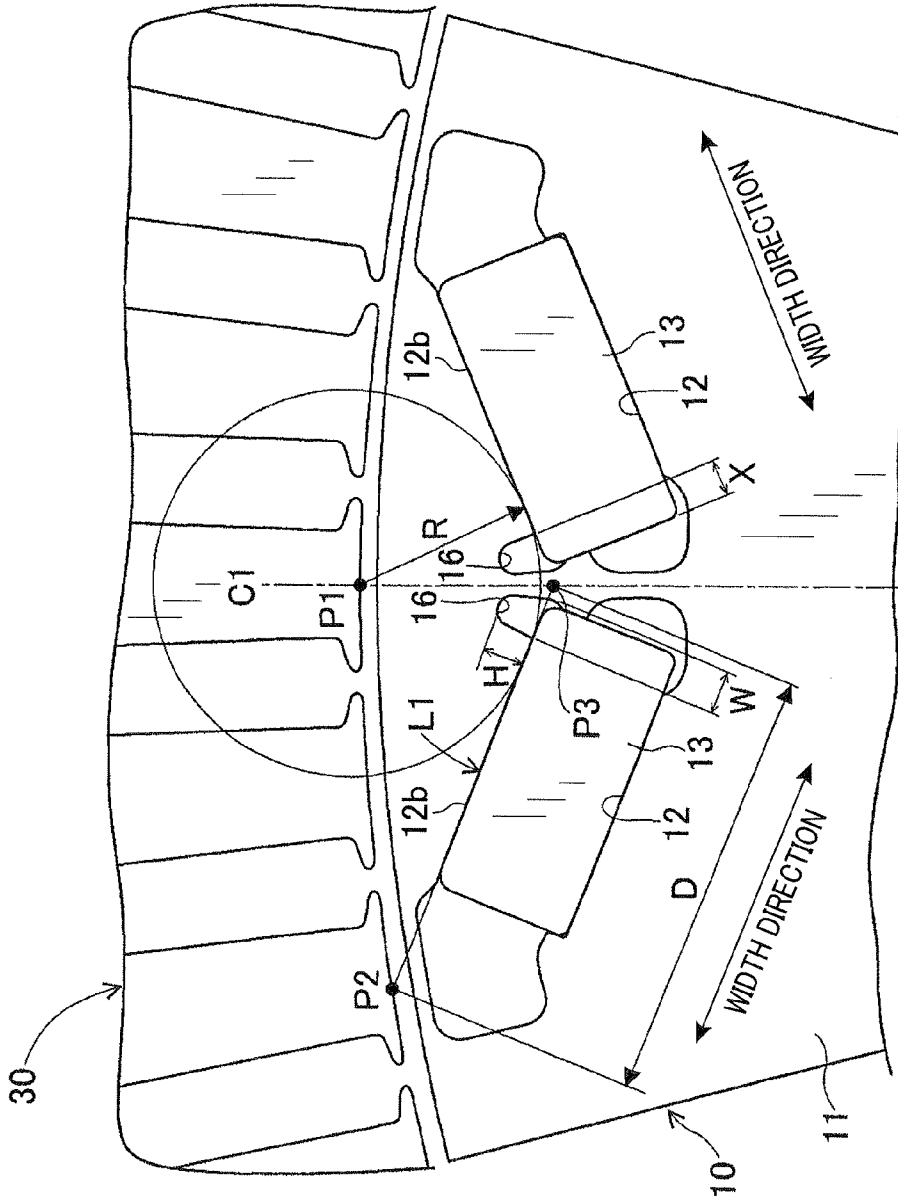 30
C1
P1
P2
R
16
16
H
L1
12b
12b
P3
W
X
13
13
12
12
D
WIDTH DIRECTION
WIDTH DIRECTION
10
11